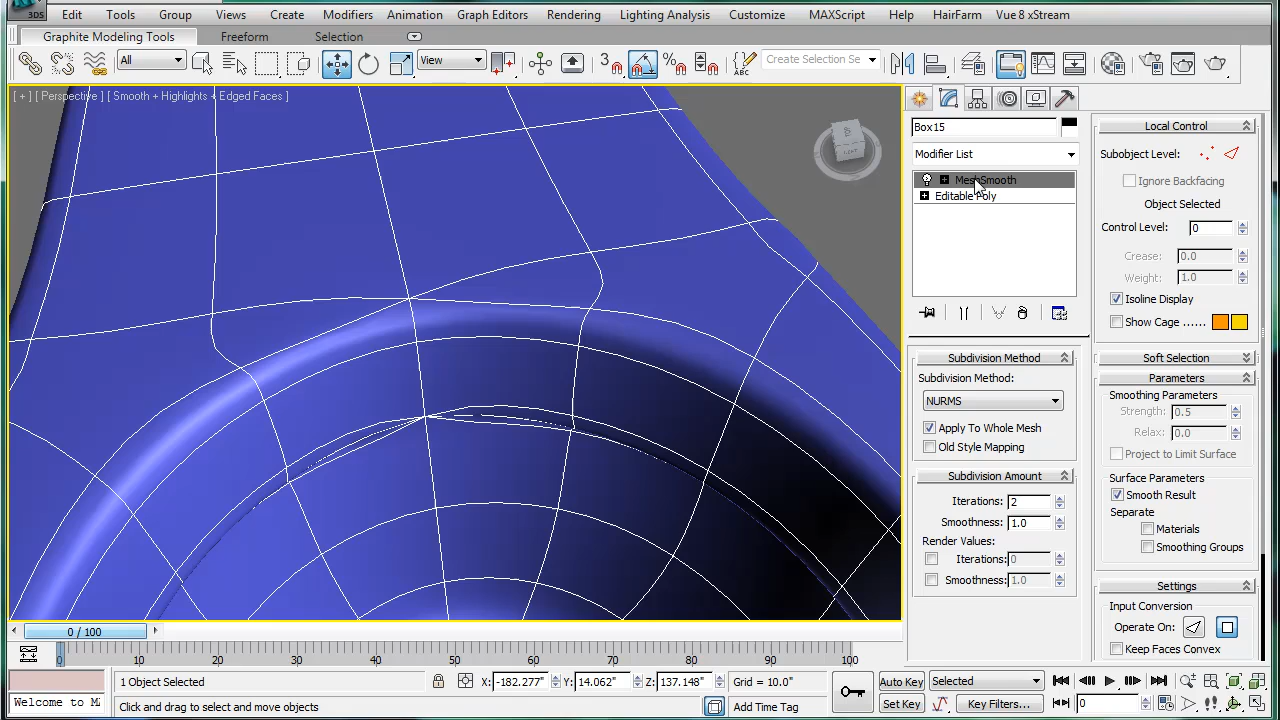 3DS
Edit Tools Group Views Create Modifiers Animation Graph Editors Rendering Lighting Analysis Customize MAXScript Help HairFarm Vue 8 xStream
Graphite Modeling Tools Freeform Selection
All View 3 % ABC Create Selection Se
[ + ] [ Perspective ] [ Smooth + Highlights + Edged Faces ]
Box15
Modifier List
MeshSmooth
Editable Poly
Subdivision Method
Subdivision Method:
NURMS
Apply To Whole Mesh
Old Style Mapping
Subdivision Amount
Iterations: 2
Smoothness: 1.0
Render Values:
Iterations: 0
Smoothness: 1.0
Local Control
Subobject Level:
Ignore Backfacing
Object Selected
Control Level: 0
Crease: 0.0
Weight: 1.0
Isoline Display
Show Cage ......
Soft Selection
Parameters
Smoothing Parameters
Strength: 0.5
Relax: 0.0
Project to Limit Surface
Surface Parameters
Smooth Result
Separate
Materials
Smoothing Groups
Settings
Input Conversion
Operate On:
Keep Faces Convex
0 / 100
0 10 20 30 40 50 60 70 80 90 100
1 Object Selected X: -182.277" Y: 14.062" Z: 137.148" Grid = 10.0" Auto Key Selected
Welcome to M Click and drag to select and move objects Add Time Tag Set Key Key Filters... 0